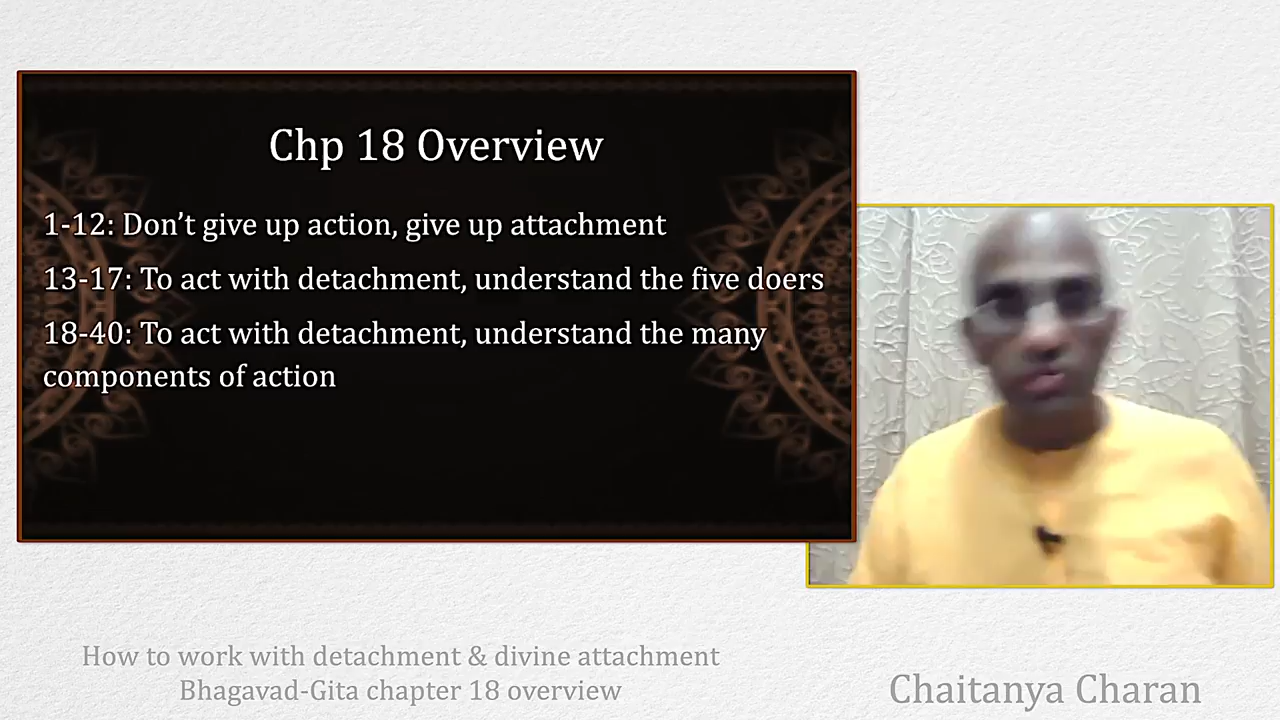 Chp 18 Overview
1-12: Don’t give up action, give up attachment
13-17: To act with detachment, understand the five doers
18-40: To act with detachment, understand the many
components of action
How to work with detachment & divine attachment
Bhagavad-Gita chapter 18 overview
Chaitanya Charan